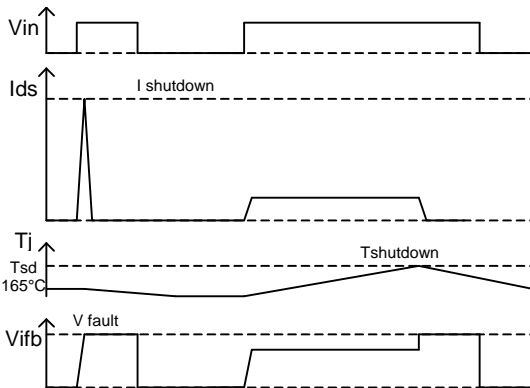 Vin
Ids
I shutdown
Tj
Tshutdown
Tsd
165°C
V fault
Vifb